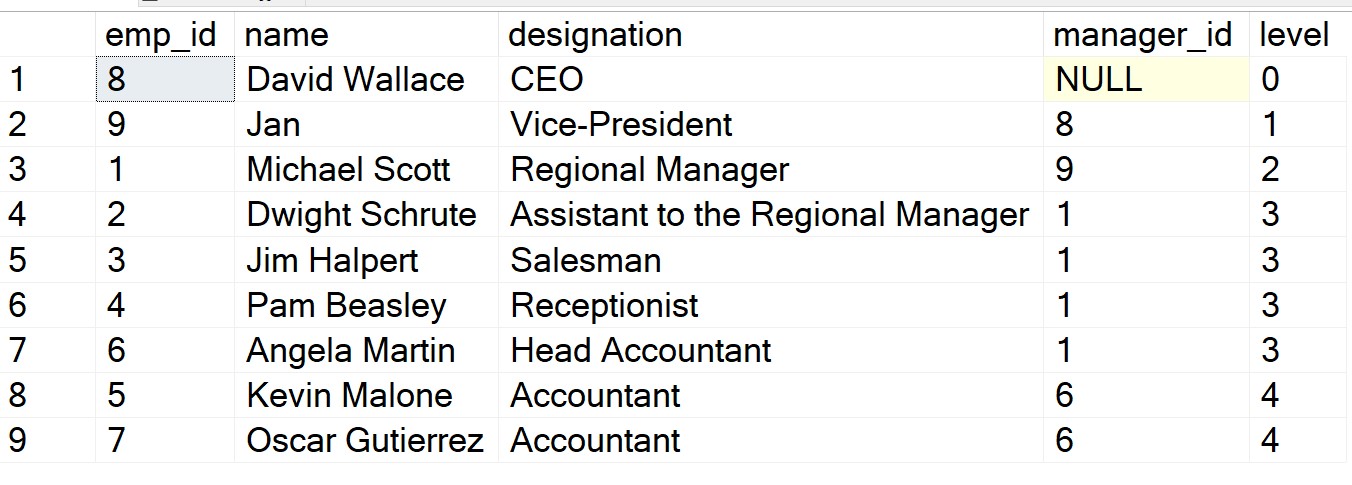 emp_id name designation manager_id level
1 8 David Wallace CEO NULL 0
2 9 Jan Vice-President 8 1
3 1 Michael Scott Regional Manager 9 2
4 2 Dwight Schrute Assistant to the Regional Manager 1 3
5 3 Jim Halpert Salesman 1 3
6 4 Pam Beasley Receptionist 1 3
7 6 Angela Martin Head Accountant 1 3
8 5 Kevin Malone Accountant 6 4
9 7 Oscar Gutierrez Accountant 6 4